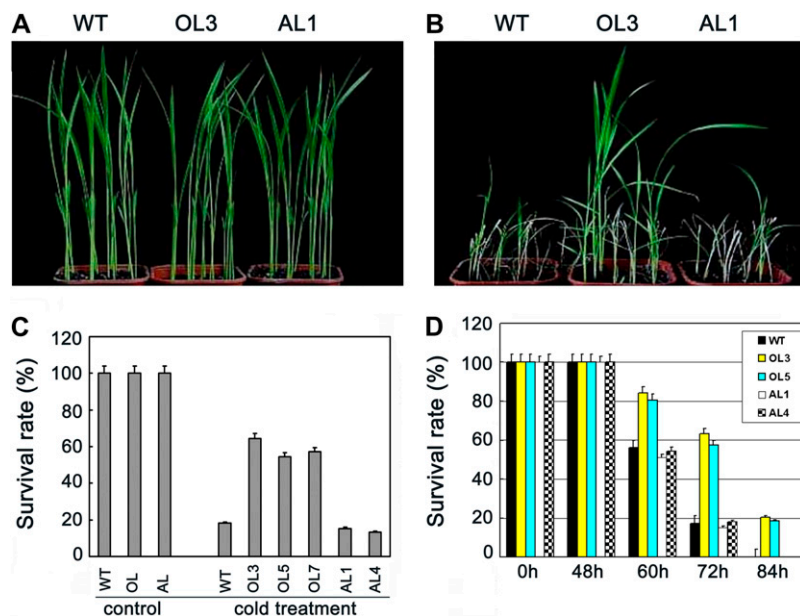 A WT OL3 AL1
B WT OL3 AL1
C
Survival rate (%)
120
100
80
60
40
20
0
WT OL AL WT OL3 OL5 OL7 AL1 AL4
control cold treatment
D
Survival rate (%)
120
100
80
60
40
20
0
0h 48h 60h 72h 84h
WT
OL3
OL5
AL1
AL4